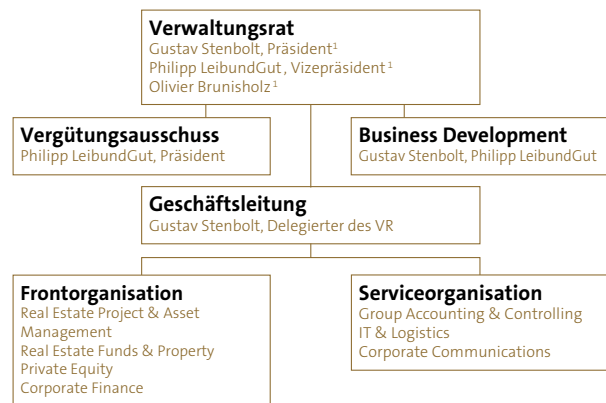 Verwaltungsrat
Gustav Stenbolt, Präsident¹
Philipp LeibundGut, Vizepräsident¹
Olivier Brunisholz¹
Vergütungsausschuss
Philipp LeibundGut, Präsident
Business Development
Gustav Stenbolt, Philipp LeibundGut
Geschäftsleitung
Gustav Stenbolt, Delegierter des VR
Frontorganisation
Real Estate Project & Asset
Management
Real Estate Funds & Property
Private Equity
Corporate Finance
Serviceorganisation
Group Accounting & Controlling
IT & Logistics
Corporate Communications